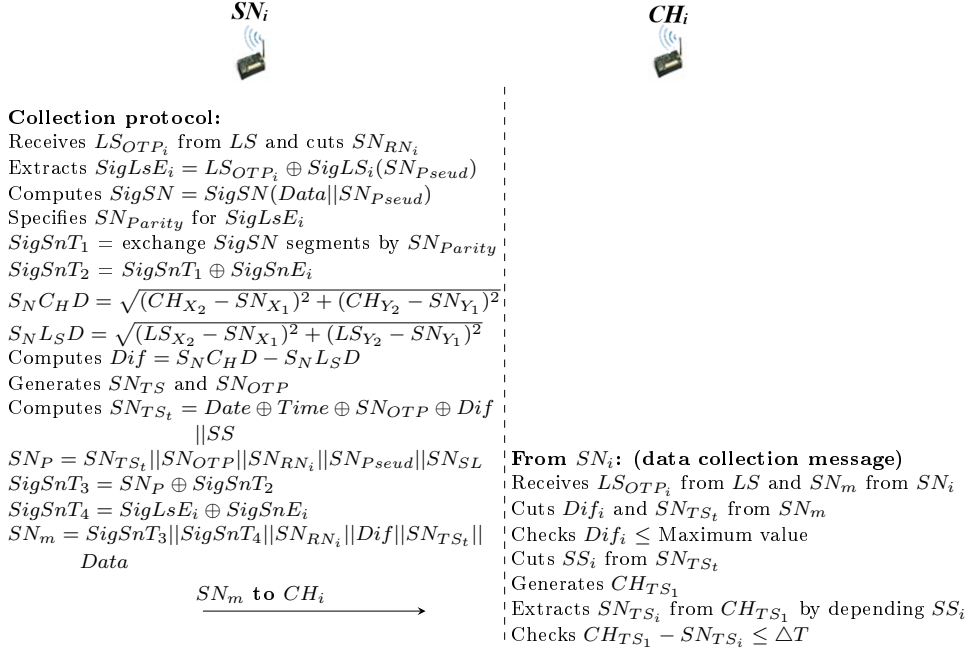 SN_i
CH_i
Collection protocol:
Receives LS_{OTP_i} from LS and cuts SN_{RN_i}
Extracts SigLsE_i = LS_{OTP_i} ⊕ SigLS_i(SN_{Pseud})
Computes SigSN = SigSN(Data||SN_{Pseud})
Specifies SN_{Parity} for SigLsE_i
SigSnT_1 = exchange SigSN segments by SN_{Parity}
SigSnT_2 = SigSnT_1 ⊕ SigSnE_i
S_N C_H D = √((CH_{X_2} − SN_{X_1})^2 + (CH_{Y_2} − SN_{Y_1})^2)
S_N L_S D = √((LS_{X_2} − SN_{X_1})^2 + (LS_{Y_2} − SN_{Y_1})^2)
Computes Dif = S_N C_H D − S_N L_S D
Generates SN_{TS} and SN_{OTP}
Computes SN_{TS_t} = Date ⊕ Time ⊕ SN_{OTP} ⊕ Dif
||SS
SN_P = SN_{TS_t}||SN_{OTP}||SN_{RN_i}||SN_{Pseud}||SN_{SL}
SigSnT_3 = SN_P ⊕ SigSnT_2
SigSnT_4 = SigLsE_i ⊕ SigSnE_i
SN_m = SigSnT_3||SigSnT_4||SN_{RN_i}||Dif||SN_{TS_t}||
Data
SN_m to CH_i
From SN_i: (data collection message)
Receives LS_{OTP_i} from LS and SN_m from SN_i
Cuts Dif_i and SN_{TS_t} from SN_m
Checks Dif_i ≤ Maximum value
Cuts SS_i from SN_{TS_t}
Generates CH_{TS_1}
Extracts SN_{TS_i} from CH_{TS_1} by depending SS_i
Checks CH_{TS_1} − SN_{TS_i} ≤ △T